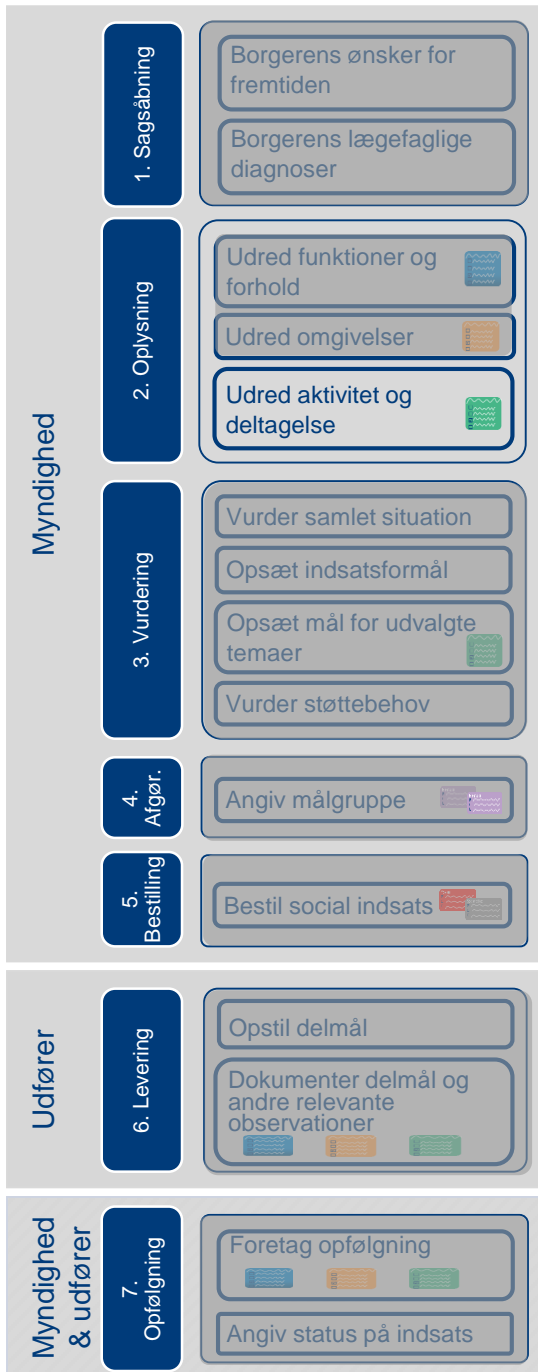 Myndighed
1. Sagsåbning
Borgerens ønsker for
fremtiden
Borgerens lægefaglige
diagnoser
2. Oplysning
Udred funktioner og
forhold
Udred omgivelser
Udred aktivitet og
deltagelse
3. Vurdering
Vurder samlet situation
Opsæt indsatsformål
Opsæt mål for udvalgte
temaer
Vurder støttebehov
4.
Afgør.
Angiv målgruppe
5.
Bestilling
Bestil social indsats
Udfører
6. Levering
Opstil delmål
Dokumenter delmål og
andre relevante
observationer
Myndighed
& udfører
7.
Opfølgning
Foretag opfølgning
Angiv status på indsats